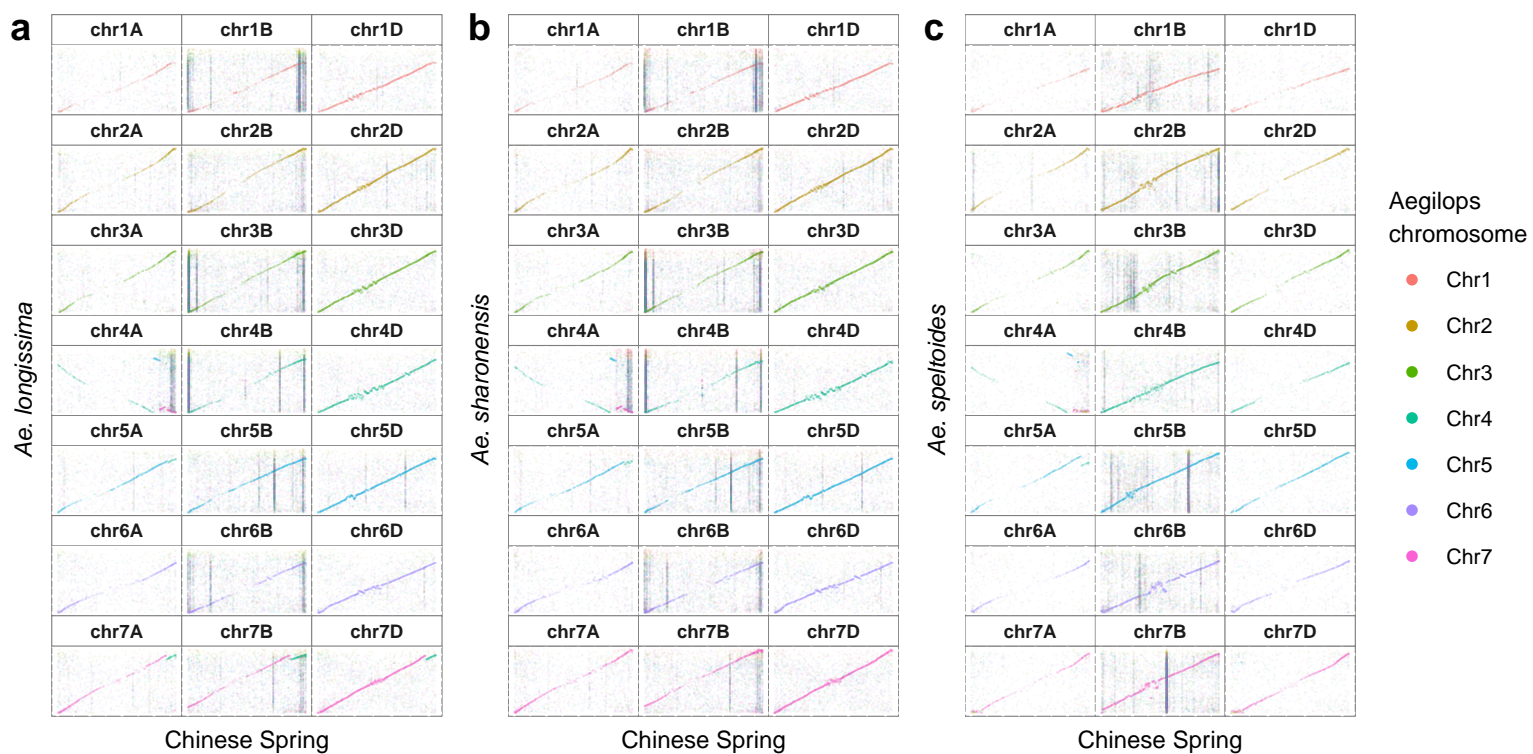 a
chr1A chr1B chr1D
chr2A chr2B chr2D
chr3A chr3B chr3D
chr4A chr4B chr4D
chr5A chr5B chr5D
chr6A chr6B chr6D
chr7A chr7B chr7D
Ae. longissima
Chinese Spring
b
chr1A chr1B chr1D
chr2A chr2B chr2D
chr3A chr3B chr3D
chr4A chr4B chr4D
chr5A chr5B chr5D
chr6A chr6B chr6D
chr7A chr7B chr7D
Ae. sharonensis
Chinese Spring
c
chr1A chr1B chr1D
chr2A chr2B chr2D
chr3A chr3B chr3D
chr4A chr4B chr4D
chr5A chr5B chr5D
chr6A chr6B chr6D
chr7A chr7B chr7D
Ae. speltoides
Chinese Spring
Aegilops
chromosome
Chr1
Chr2
Chr3
Chr4
Chr5
Chr6
Chr7